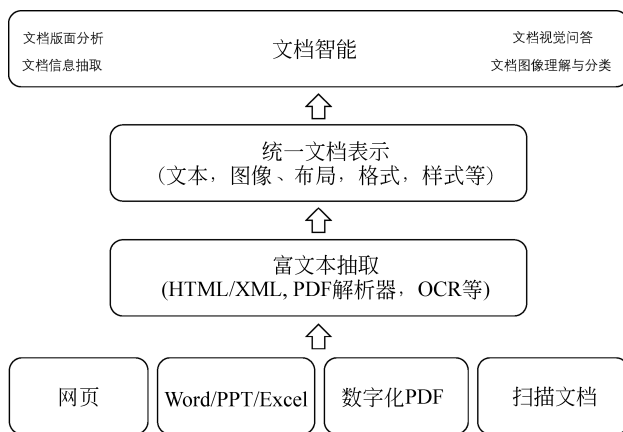 文档版面分析
文档信息抽取
文档智能
文档视觉问答
文档图像理解与分类
统一文档表示
(文本，图像、布局，格式，样式等)
富文本抽取
(HTML/XML, PDF解析器，OCR等)
网页
Word/PPT/Excel
数字化PDF
扫描文档